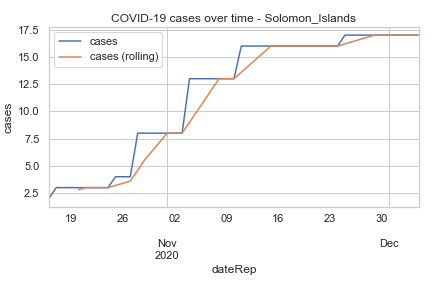 COVID-19 cases over time - Solomon_Islands
cases
cases (rolling)
17.5
15.0
12.5
10.0
7.5
5.0
2.5
cases
19 26 02 09 16 23 30
Nov Dec
2020
dateRep